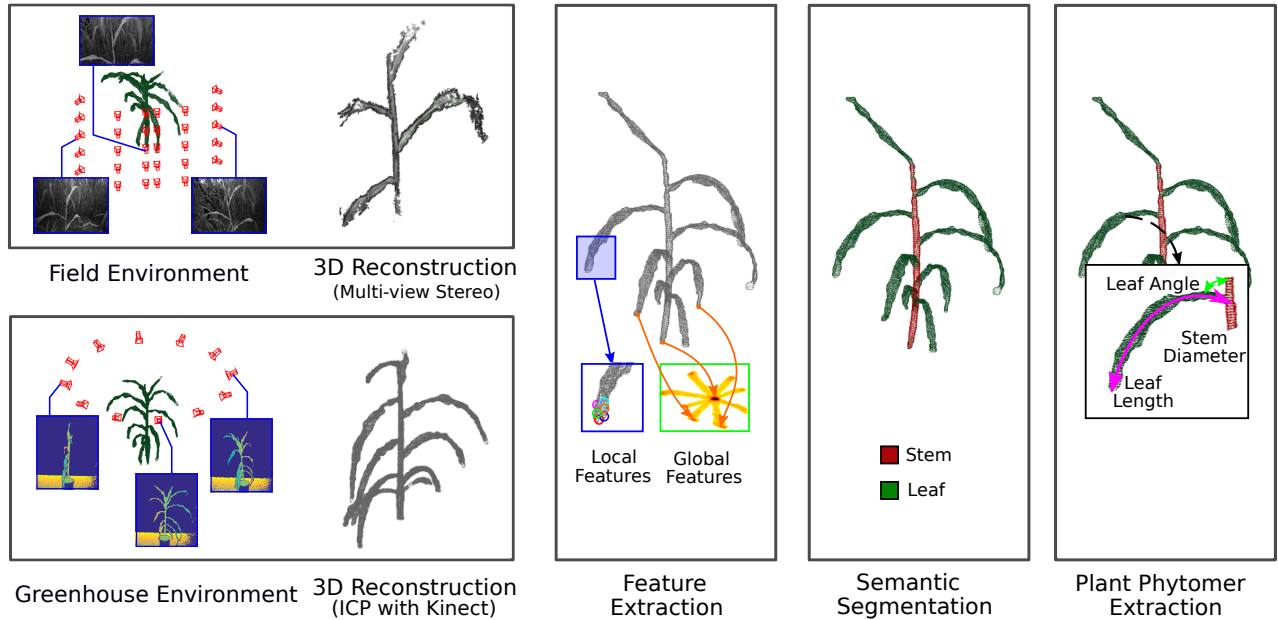 Field Environment
3D Reconstruction
(Multi-view Stereo)
Greenhouse Environment
3D Reconstruction
(ICP with Kinect)
Local
Features
Global
Features
Feature
Extraction
Stem
Leaf
Semantic
Segmentation
Leaf Angle
Stem
Diameter
Leaf
Length
Plant Phytomer
Extraction